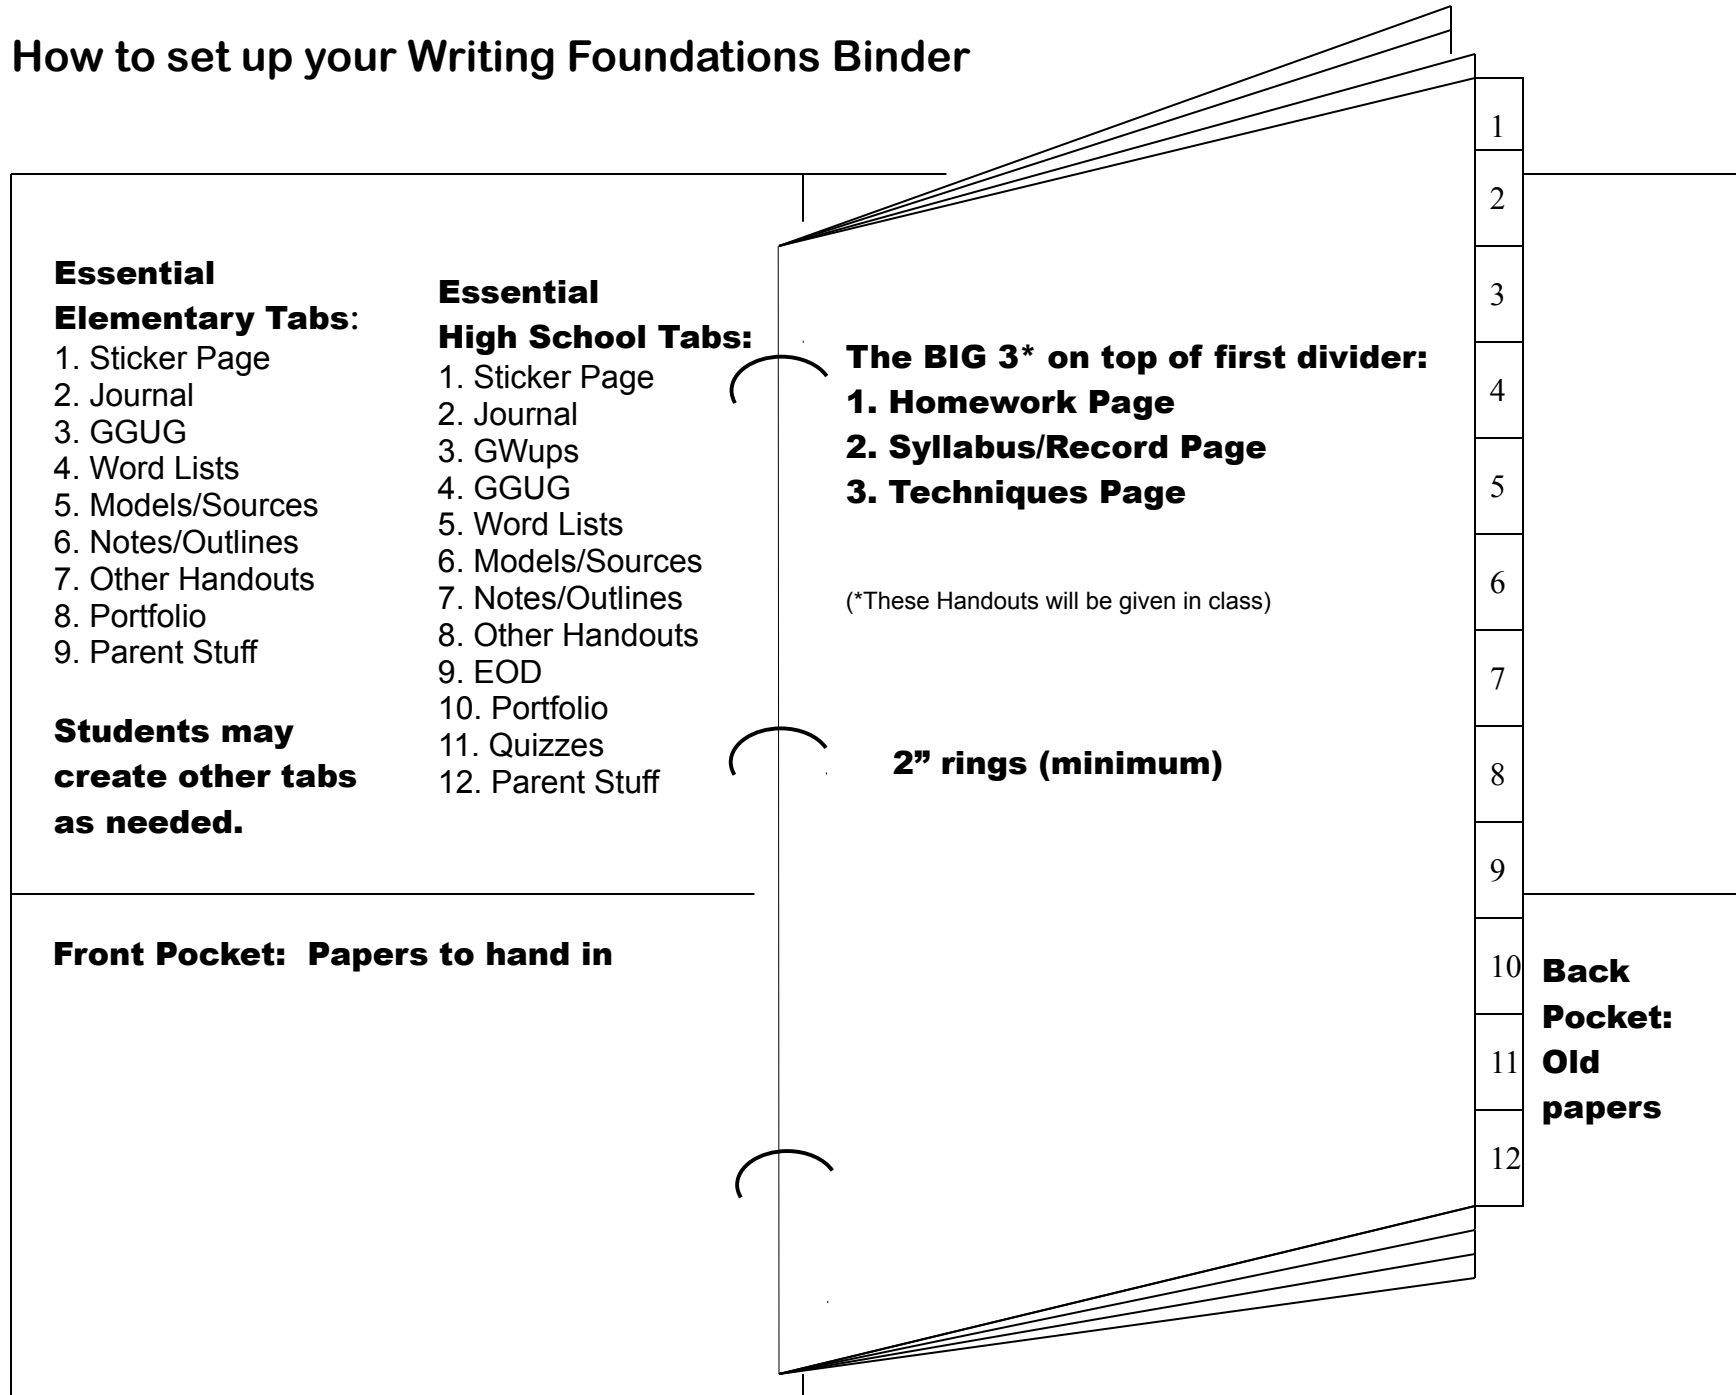 How to set up your Writing Foundations Binder
Essential
Elementary Tabs:
1. Sticker Page
2. Journal
3. GGUG
4. Word Lists
5. Models/Sources
6. Notes/Outlines
7. Other Handouts
8. Portfolio
9. Parent Stuff
Students may
create other tabs
as needed.
Essential
High School Tabs:
1. Sticker Page
2. Journal
3. GWups
4. GGUG
5. Word Lists
6. Models/Sources
7. Notes/Outlines
8. Other Handouts
9. EOD
10. Portfolio
11. Quizzes
12. Parent Stuff
Front Pocket:  Papers to hand in
The BIG 3* on top of first divider:
1. Homework Page
2. Syllabus/Record Page
3. Techniques Page
(*These Handouts will be given in class)
2” rings (minimum)
1
2
3
4
5
6
7
8
9
10
11
12
Back
Pocket:
Old
papers